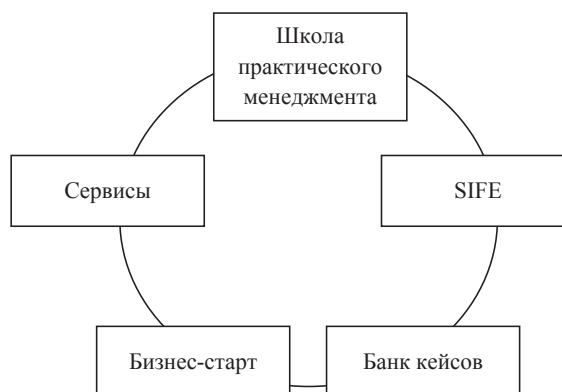 Школа
практического
менеджмента
Сервисы
SIFE
Бизнес-старт
Банк кейсов